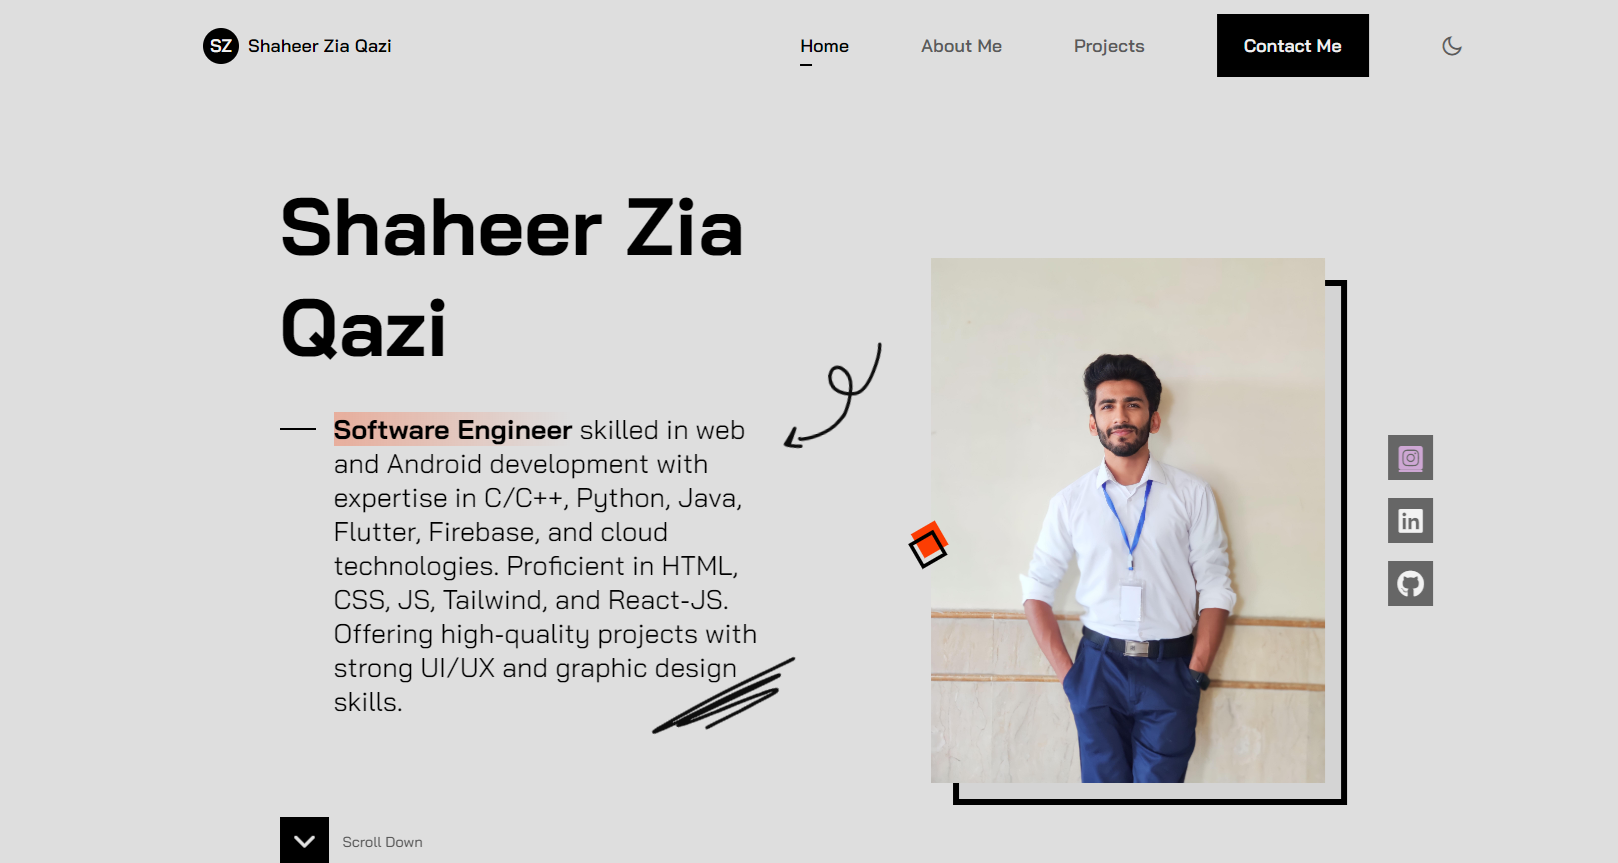 SZ Shaheer Zia Qazi
Home About Me Projects Contact Me
Shaheer Zia
Qazi
Software Engineer skilled in web
and Android development with
expertise in C/C++, Python, Java,
Flutter, Firebase, and cloud
technologies. Proficient in HTML,
CSS, JS, Tailwind, and React-JS.
Offering high-quality projects with
strong UI/UX and graphic design
skills.
in
Scroll Down